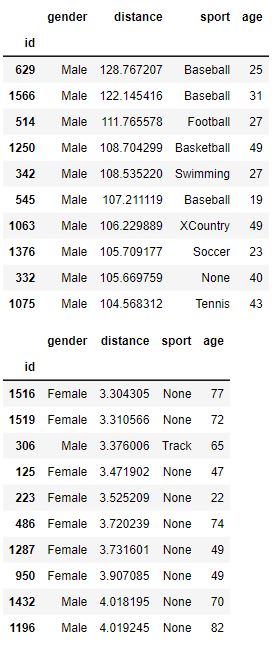 gender distance sport age
id
629 Male 128.767207 Baseball 25
1566 Male 122.145416 Baseball 31
514 Male 111.765578 Football 27
1250 Male 108.704299 Basketball 49
342 Male 108.535220 Swimming 27
545 Male 107.211119 Baseball 19
1063 Male 106.229889 XCountry 49
1376 Male 105.709177 Soccer 23
332 Male 105.669759 None 40
1075 Male 104.568312 Tennis 43
gender distance sport age
id
1516 Female 3.304305 None 77
1519 Female 3.310566 None 72
306 Male 3.376006 Track 65
125 Female 3.471902 None 47
223 Female 3.525209 None 22
486 Female 3.720239 None 74
1287 Female 3.731601 None 49
950 Female 3.907085 None 49
1432 Male 4.018195 None 70
1196 Male 4.019245 None 82